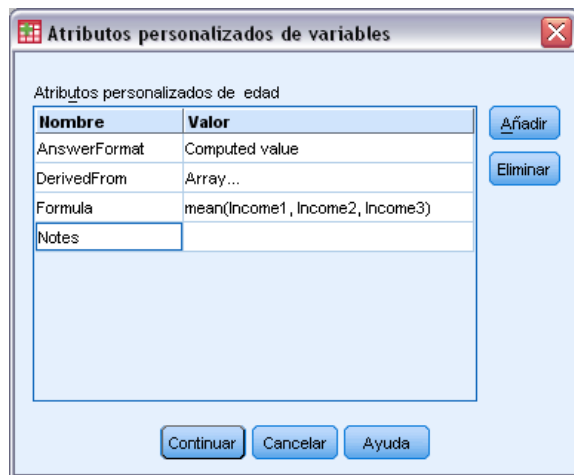 Atributos personalizados de variables
Atributos personalizados de edad
Nombre Valor
AnswerFormat Computed value
DerivedFrom Array...
Formula mean(Income1, Income2, Income3)
Notes
Añadir
Eliminar
Continuar Cancelar Ayuda